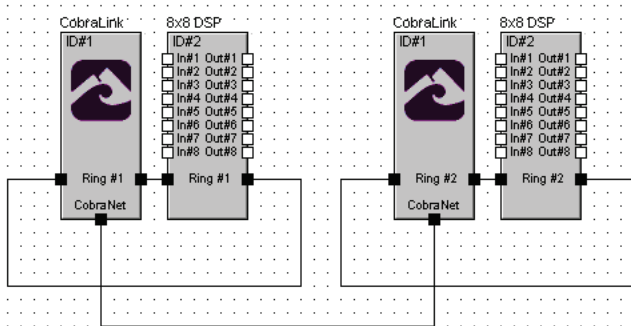 CobraLink 8x8 DSP CobraLink 8x8 DSP
ID#1 ID#2 ID#1 ID#2
In#1 Out#1 In#1 Out#1
In#2 Out#2 In#2 Out#2
In#3 Out#3 In#3 Out#3
In#4 Out#4 In#4 Out#4
In#5 Out#5 In#5 Out#5
In#6 Out#6 In#6 Out#6
In#7 Out#7 In#7 Out#7
In#8 Out#8 In#8 Out#8
Ring #1 Ring #1 Ring #2 Ring #2
CobraNet CobraNet